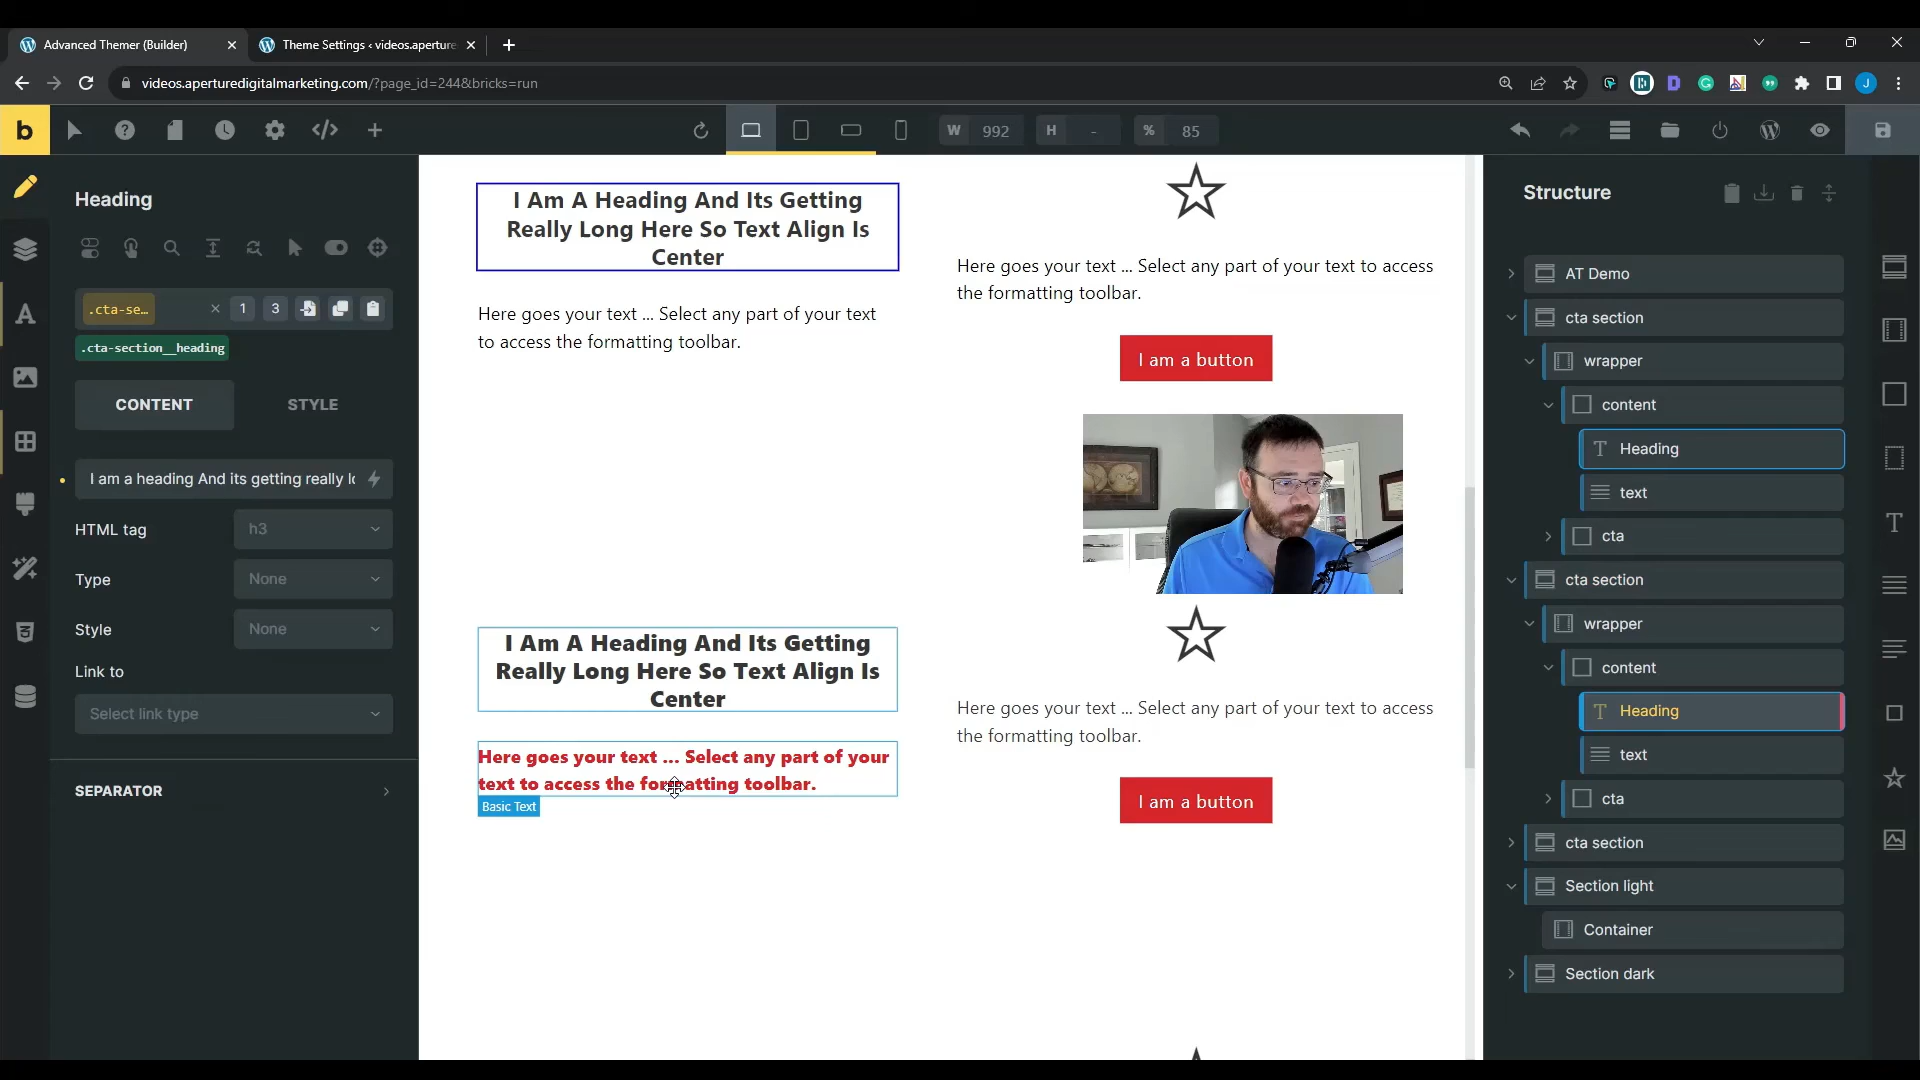 Advanced Themer (Builder)
Theme Settings ‹ videos.aperture
videos.aperturedigitalmarketing.com/?page_id=244&bricks=run
J
b
W 992
H -
% 85
Heading
.cta-se...
1
3
.cta-section__heading
CONTENT
STYLE
I am a heading And its getting really lo
HTML tag
h3
Type
None
Style
None
Link to
Select link type
SEPARATOR
I Am A Heading And Its Getting
Really Long Here So Text Align Is
Center
Here goes your text ... Select any part of your text
to access the formatting toolbar.
Here goes your text ... Select any part of your text to access
the formatting toolbar.
I am a button
I Am A Heading And Its Getting
Really Long Here So Text Align Is
Center
Here goes your text ... Select any part of your
text to access the formatting toolbar.
Basic Text
Here goes your text ... Select any part of your text to access
the formatting toolbar.
I am a button
Structure
AT Demo
cta section
wrapper
content
Heading
text
cta
cta section
wrapper
content
Heading
text
cta
cta section
Section light
Container
Section dark